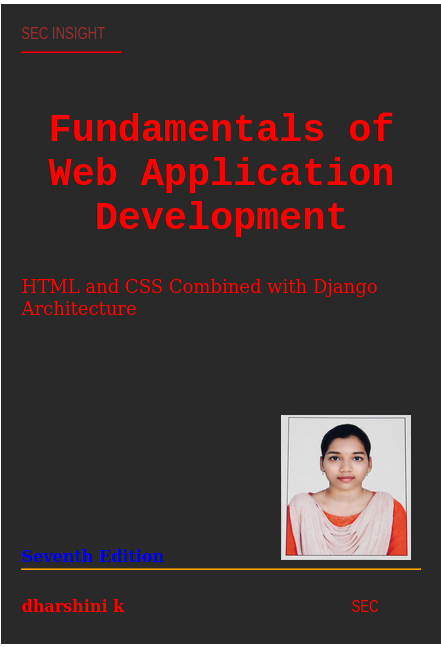 SEC INSIGHT
Fundamentals of
Web Application
Development
HTML and CSS Combined with Django
Architecture
Seventh Edition
dharshini k
SEC